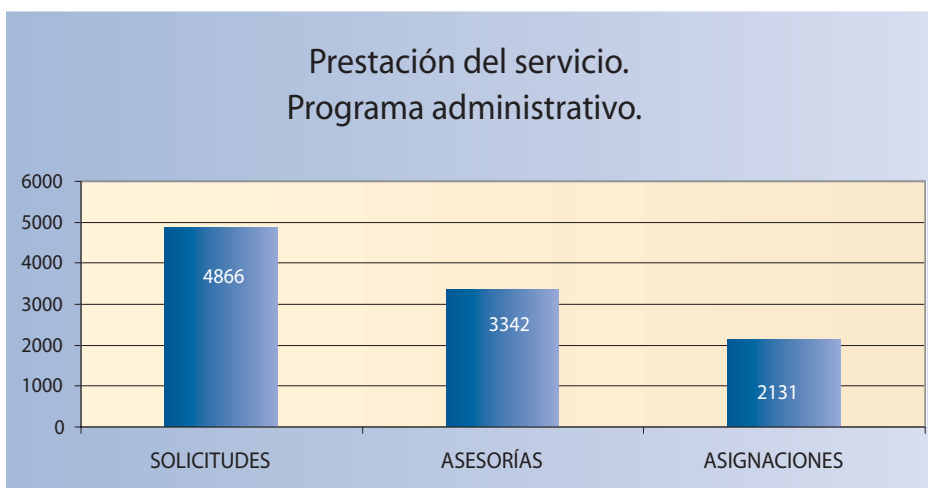 Prestación del servicio.
Programa administrativo.
6000
5000
4000
3000
2000
1000
0
4866
3342
2131
SOLICITUDES
ASESORÍAS
ASIGNACIONES